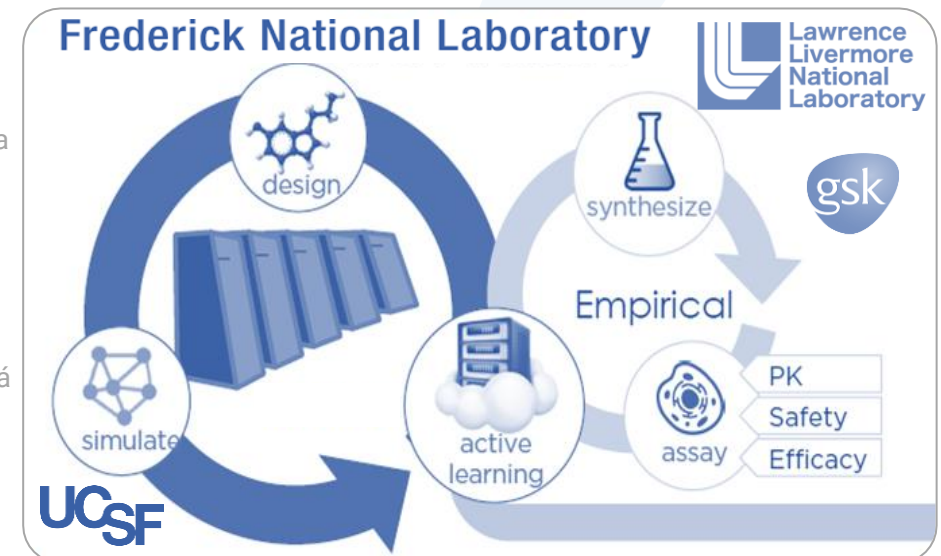 Frederick National Laboratory
Lawrence
Livermore
National
Laboratory
a
design
synthesize
gsk
Empirical
á
simulate
active
learning
assay
PK
Safety
Efficacy
UCSF